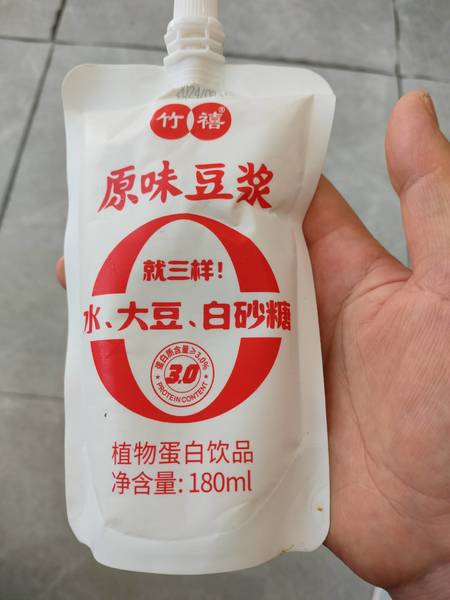 竹禧®
原味豆浆
就三样！
水、大豆、白砂糖
蛋白质含量≥3.0%
3.0
PROTEIN CONTENT
植物蛋白饮品
净含量: 180ml